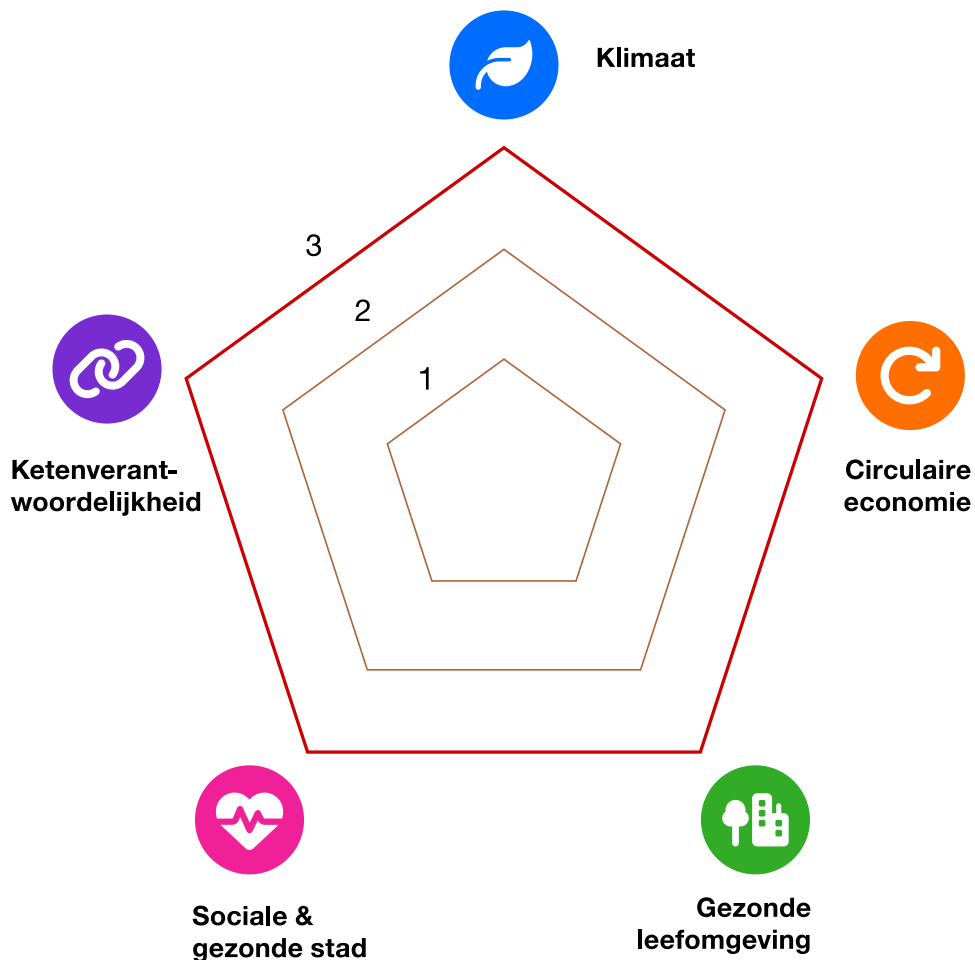 Klimaat
3
2
1
Ketenverant-
woordelijkheid
Circulaire
economie
Sociale &
gezonde stad
Gezonde
leefomgeving